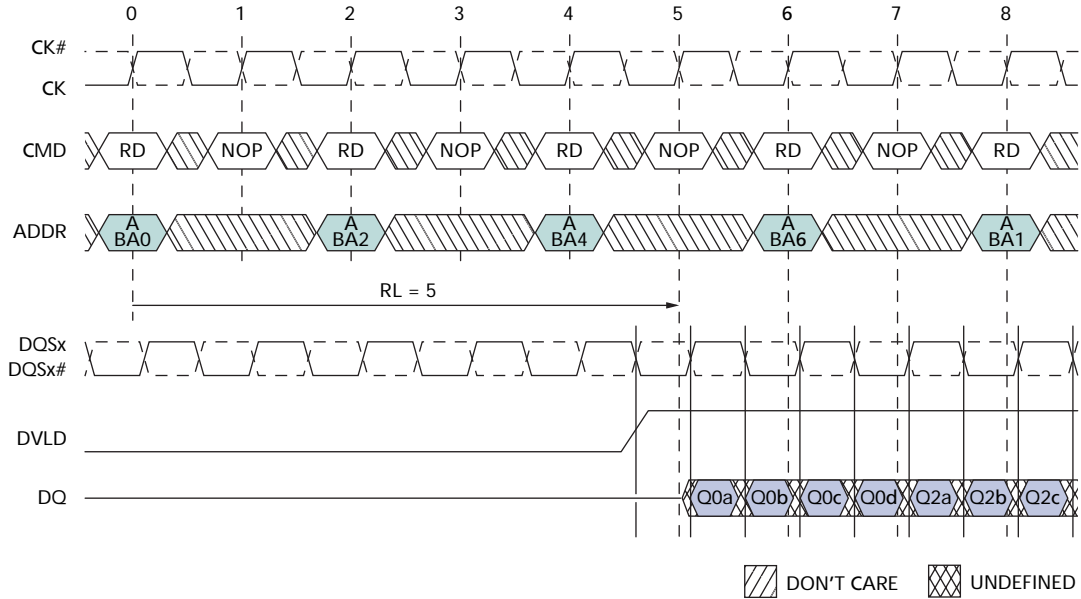 0 1 2 3 4 5 6 7 8
CK#
CK
CMD RD NOP RD NOP RD NOP RD NOP RD
ADDR A A A A A
BA0 BA2 BA4 BA6 BA1
RL = 5
DQSx
DQSx#
DVLD
DQ Q0a Q0b Q0c Q0d Q2a Q2b Q2c
DON'T CARE UNDEFINED